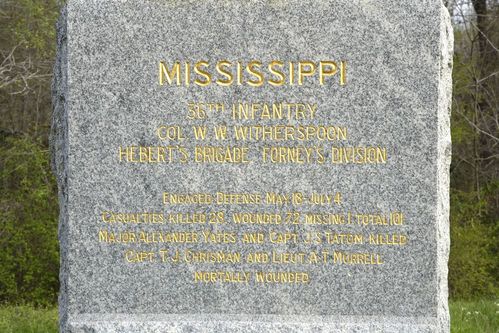 MISSISSIPPI
36TH INFANTRY
COL. W. W. WITHERSPOON
HEBERT'S BRIGADE FORNEY'S DIVISION
ENGAGED: DEFENSE MAY 18-JULY 4.
CASUALTIES: KILLED 28, WOUNDED 72, MISSING 1, TOTAL 101
MAJOR ALEXANDER YATES AND CAPT. J. S. TATOM KILLED
CAPT. T. J. CHRISMAN AND LIEUT. A. T. MURRELL
MORTALLY WOUNDED